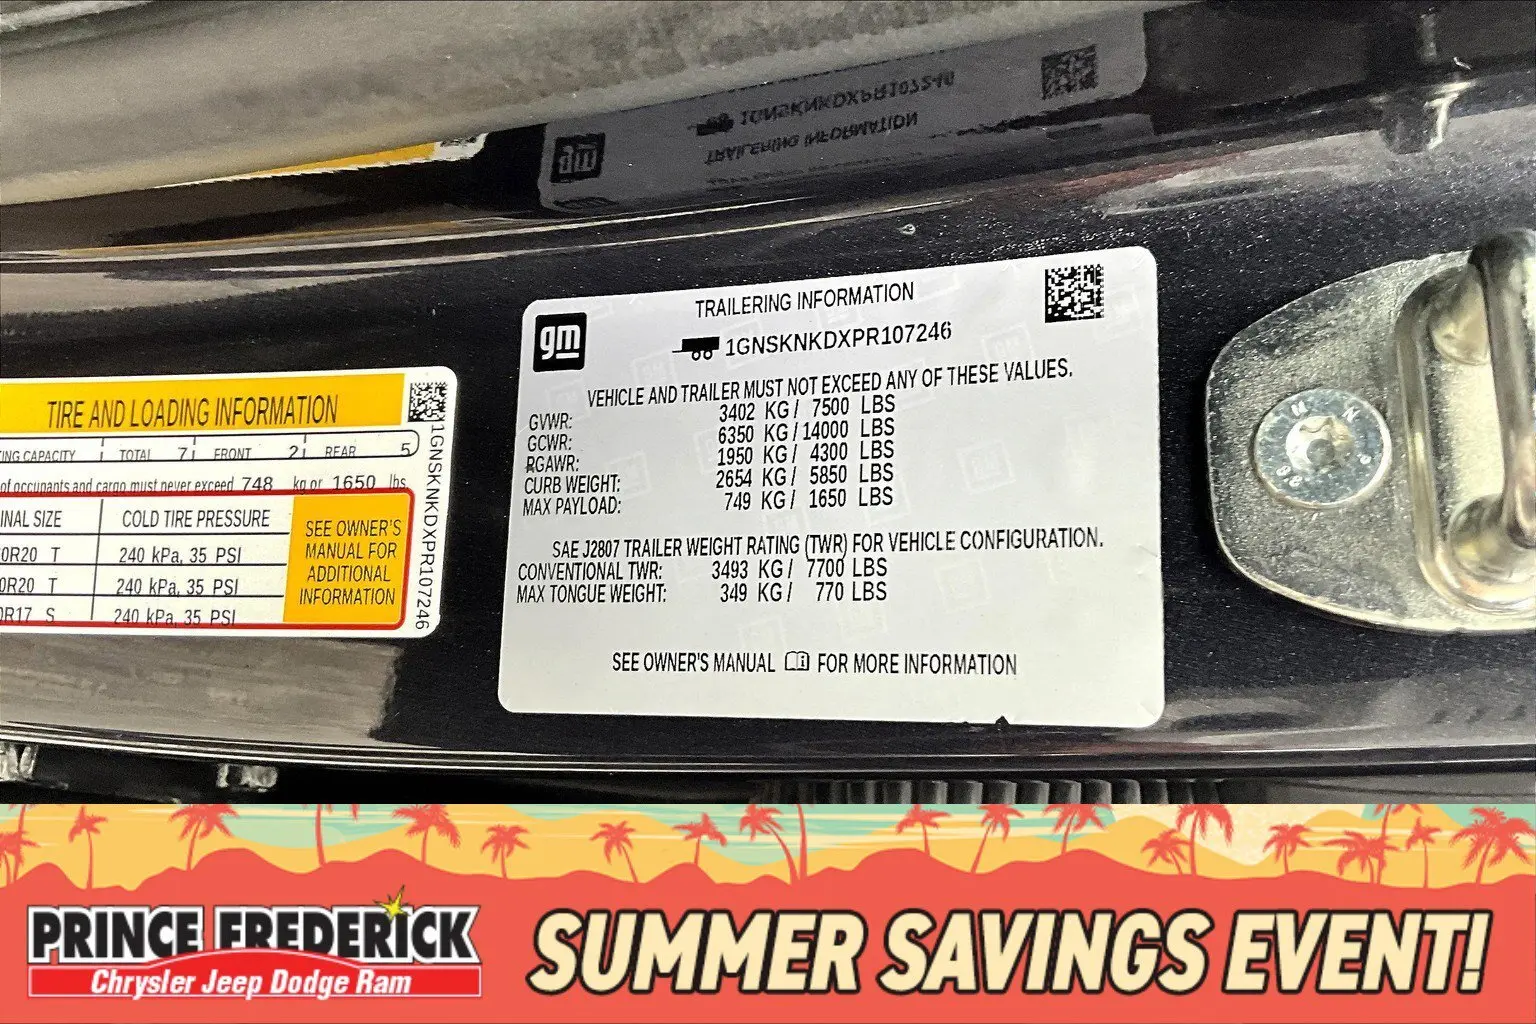 TRAILERING INFORMATION
gm
1GNSKNKDXPR107246
VEHICLE AND TRAILER MUST NOT EXCEED ANY OF THESE VALUES.
GVWR: 3402 KG/ 7500 LBS
GCWR: 6350 KG/ 14000 LBS
RGAWR: 1950 KG/ 4300 LBS
CURB WEIGHT: 2654 KG/ 5850 LBS
MAX PAYLOAD: 749 KG/ 1650 LBS
SAE J2807 TRAILER WEIGHT RATING (TWR) FOR VEHICLE CONFIGURATION.
CONVENTIONAL TWR: 3493 KG/ 7700 LBS
MAX TONGUE WEIGHT: 349 KG/ 770 LBS
SEE OWNER'S MANUAL FOR MORE INFORMATION
TIRE AND LOADING INFORMATION
CAPACITY TOTAL 7 FRONT 2 REAR 5
of occupants and cargo must never exceed 748 kg or 1650 lbs
SIZE COLD TIRE PRESSURE
T 240 kPa, 35 PSI
T 240 kPa, 35 PSI
S 240 kPa, 35 PSI
SEE OWNER'S
MANUAL FOR
ADDITIONAL
INFORMATION
1GNSKNKDXPR107246
PRINCE FREDERICK
Chrysler Jeep Dodge Ram
SUMMER SAVINGS EVENT!